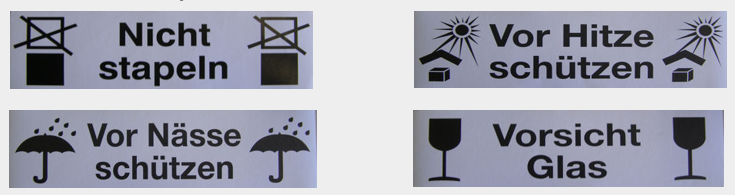 Nicht
stapeln
Vor Hitze
schützen
Vor Nässe
schützen
Vorsicht
Glas